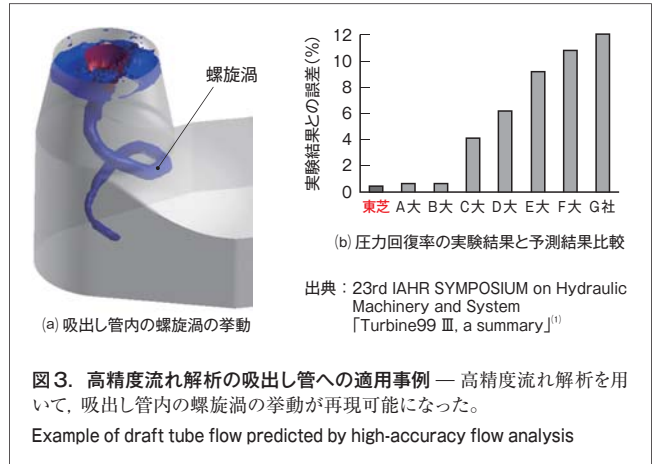 螺旋渦
(a) 吸出し管内の螺旋渦の挙動
実験結果との誤差(%)
12
10
8
6
4
2
0
東芝 A大 B大 C大 D大 E大 F大 G社
(b) 圧力回復率の実験結果と予測結果比較
出典:23rd IAHR SYMPOSIUM on Hydraulic
Machinery and System
「Turbine99 Ⅲ, a summary」(1)
図3. 高精度流れ解析の吸出し管への適用事例 — 高精度流れ解析を用
いて,吸出し管内の螺旋渦の挙動が再現可能になった。
Example of draft tube flow predicted by high-accuracy flow analysis